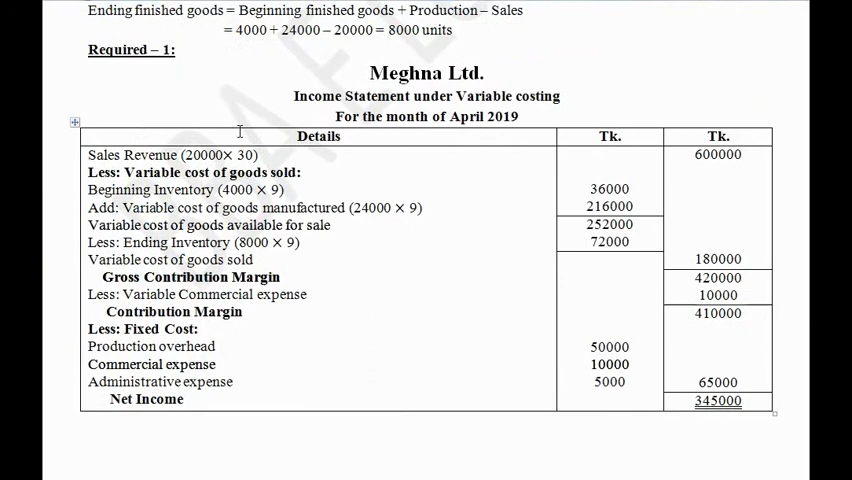 Ending finished goods = Beginning finished goods + Production – Sales
= 4000 + 24000 – 20000 = 8000 units
Required – 1:
Meghna Ltd.
Income Statement under Variable costing
For the month of April 2019
Details Tk. Tk.
Sales Revenue (20000× 30) 600000
Less: Variable cost of goods sold:
Beginning Inventory (4000 × 9) 36000
Add: Variable cost of goods manufactured (24000 × 9) 216000
Variable cost of goods available for sale 252000
Less: Ending Inventory (8000 × 9) 72000
Variable cost of goods sold 180000
Gross Contribution Margin 420000
Less: Variable Commercial expense 10000
Contribution Margin 410000
Less: Fixed Cost:
Production overhead 50000
Commercial expense 10000
Administrative expense 5000 65000
Net Income 345000